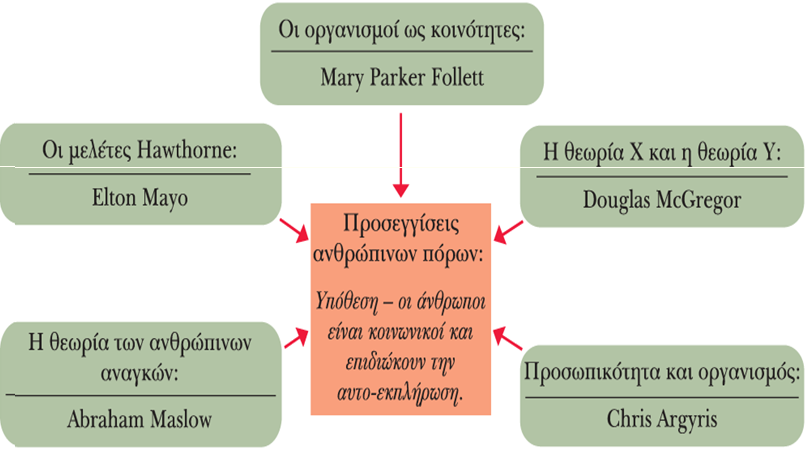 Οι οργανισμοί ως κοινότητες:
Mary Parker Follett
Οι μελέτες Hawthorne:
Elton Mayo
Η θεωρία Χ και η θεωρία Υ:
Douglas McGregor
Προσεγγίσεις
ανθρώπινων πόρων:
Υπόθεση – οι άνθρωποι
είναι κοινωνικοί και
επιδιώκουν την
αυτο-εκπλήρωση.
Η θεωρία των ανθρώπινων
αναγκών:
Abraham Maslow
Προσωπικότητα και οργανισμός:
Chris Argyris